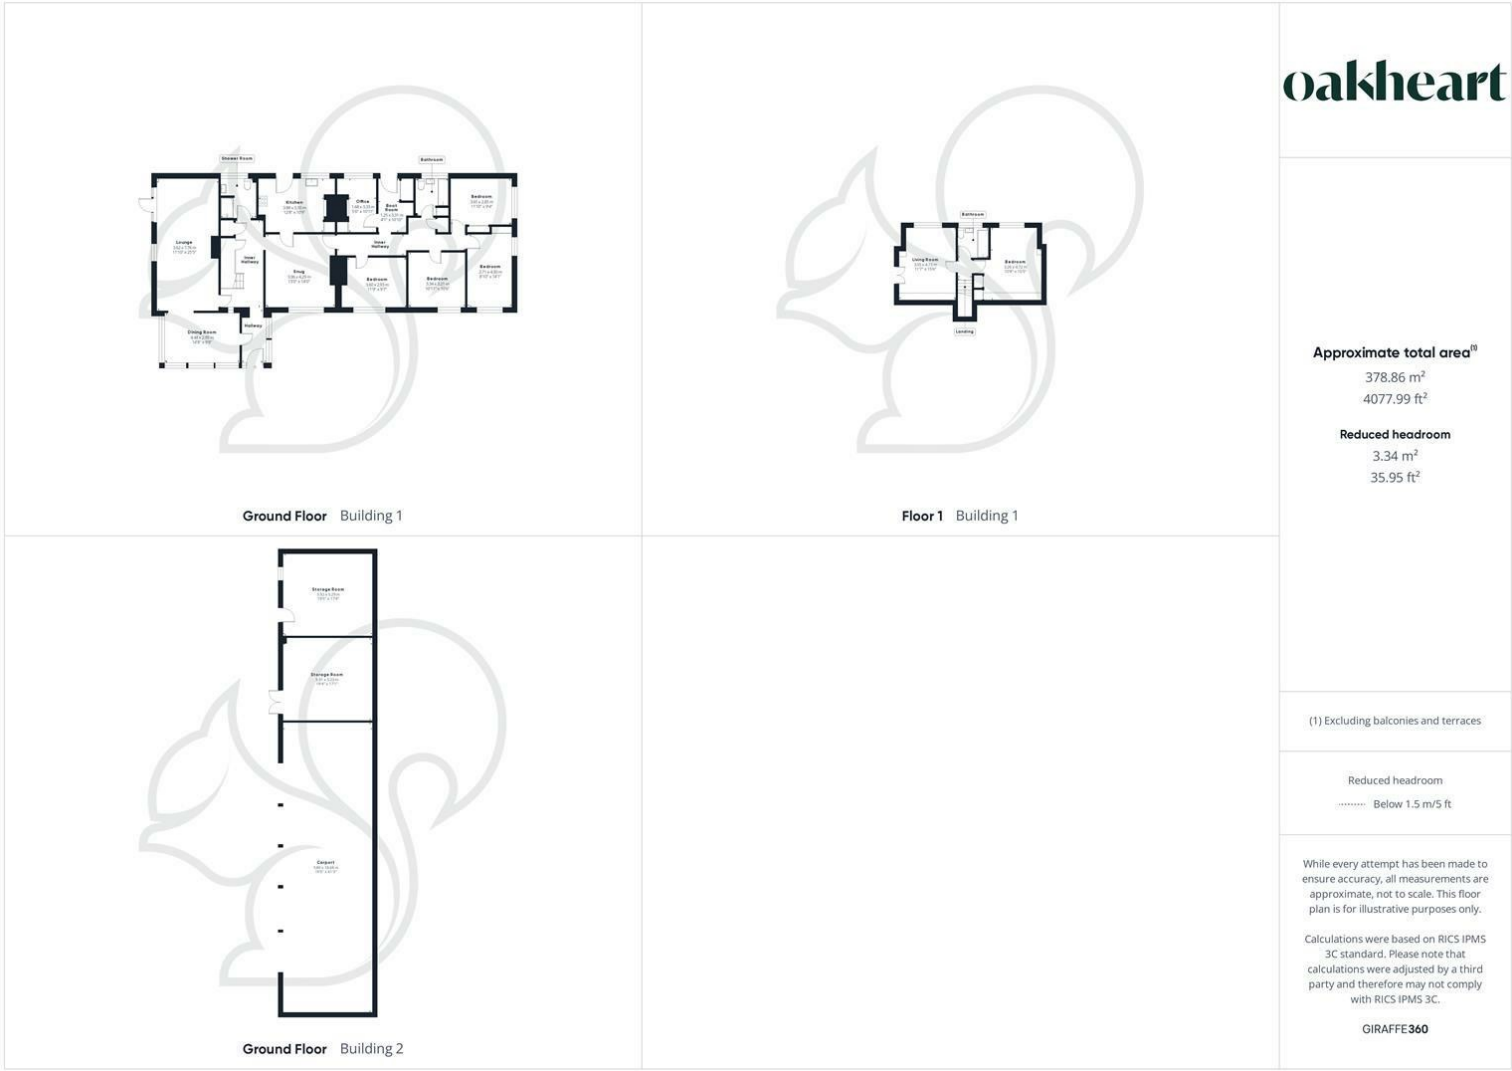 Shower Room
Bathroom
Kitchen
Office
Boot
Room
Bedroom
Lounge
Inner
Hallway
Inner
Hallway
Snug
Bedroom
Bedroom
Bedroom
Dining Room
Hallway
Ground Floor Building 1
Bathroom
Living Room
Bedroom
Landing
Floor 1 Building 1
Storage Room
Storage Room
Carport
Ground Floor Building 2
oakheart
Approximate total area(1)
378.86 m²
4077.99 ft²
Reduced headroom
3.34 m²
35.95 ft²
(1) Excluding balconies and terraces
Reduced headroom
Below 1.5 m/5 ft
While every attempt has been made to
ensure accuracy, all measurements are
approximate, not to scale. This floor
plan is for illustrative purposes only.
Calculations were based on RICS IPMS
3C standard. Please note that
calculations were adjusted by a third
party and therefore may not comply
with RICS IPMS 3C.
GIRAFFE360